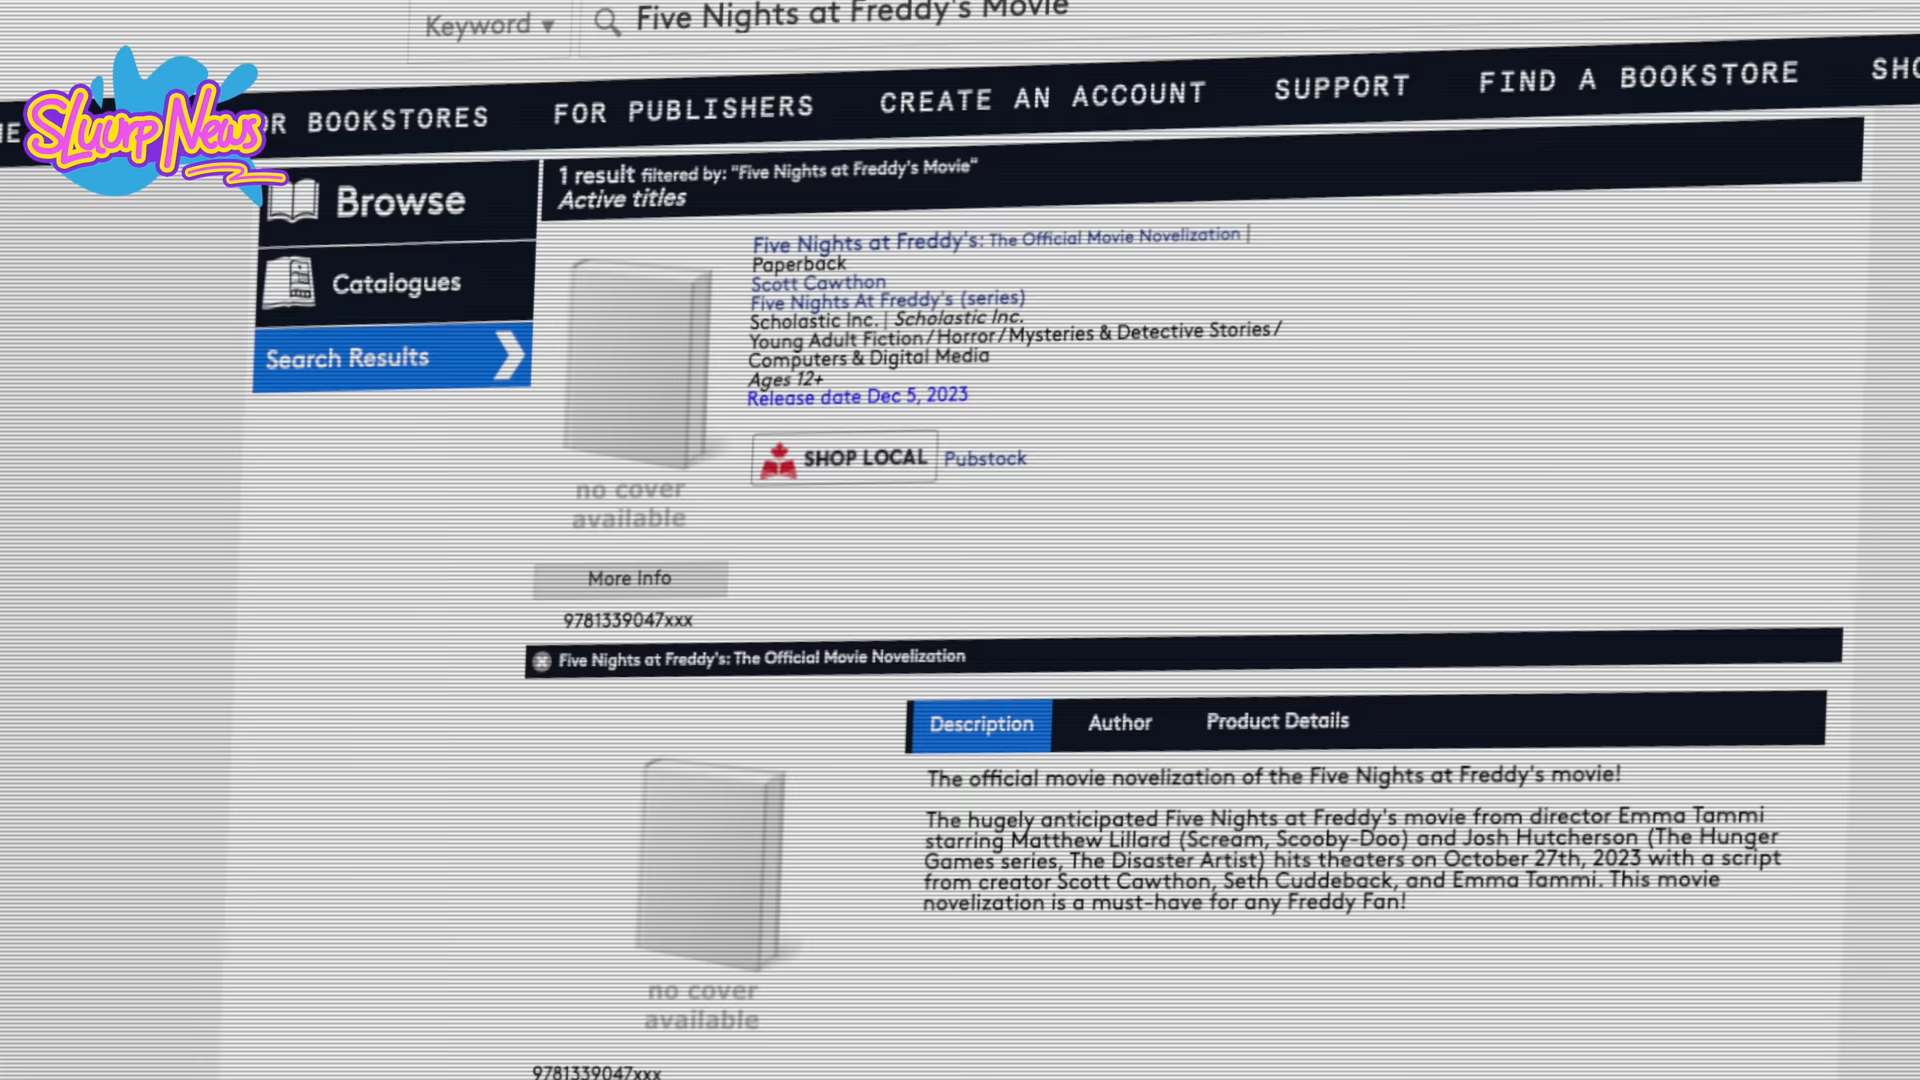 Keyword ▼ Five Nights at Freddy's Movie
FOR BOOKSTORES FOR PUBLISHERS CREATE AN ACCOUNT SUPPORT FIND A BOOKSTORE
Sluurp News
Browse
Catalogues
Search Results
1 result filtered by: "Five Nights at Freddy's Movie"
Active titles
Five Nights at Freddy's: The Official Movie Novelization |
Paperback
Scott Cawthon
Five Nights At Freddy's (series)
Scholastic Inc. | Scholastic Inc.
Young Adult Fiction / Horror / Mysteries & Detective Stories /
Computers & Digital Media
Ages 12+
Release date Dec 5, 2023
SHOP LOCAL Pubstock
no cover
available
More Info
9781339047xxx
Five Nights at Freddy's: The Official Movie Novelization
Description Author Product Details
The official movie novelization of the Five Nights at Freddy's movie!
The hugely anticipated Five Nights at Freddy's movie from director Emma Tammi
starring Matthew Lillard (Scream, Scooby-Doo) and Josh Hutcherson (The Hunger
Games series, The Disaster Artist) hits theaters on October 27th, 2023 with a script
from creator Scott Cawthon, Seth Cuddeback, and Emma Tammi. This movie
novelization is a must-have for any Freddy Fan!
no cover
available
9781339047xxx